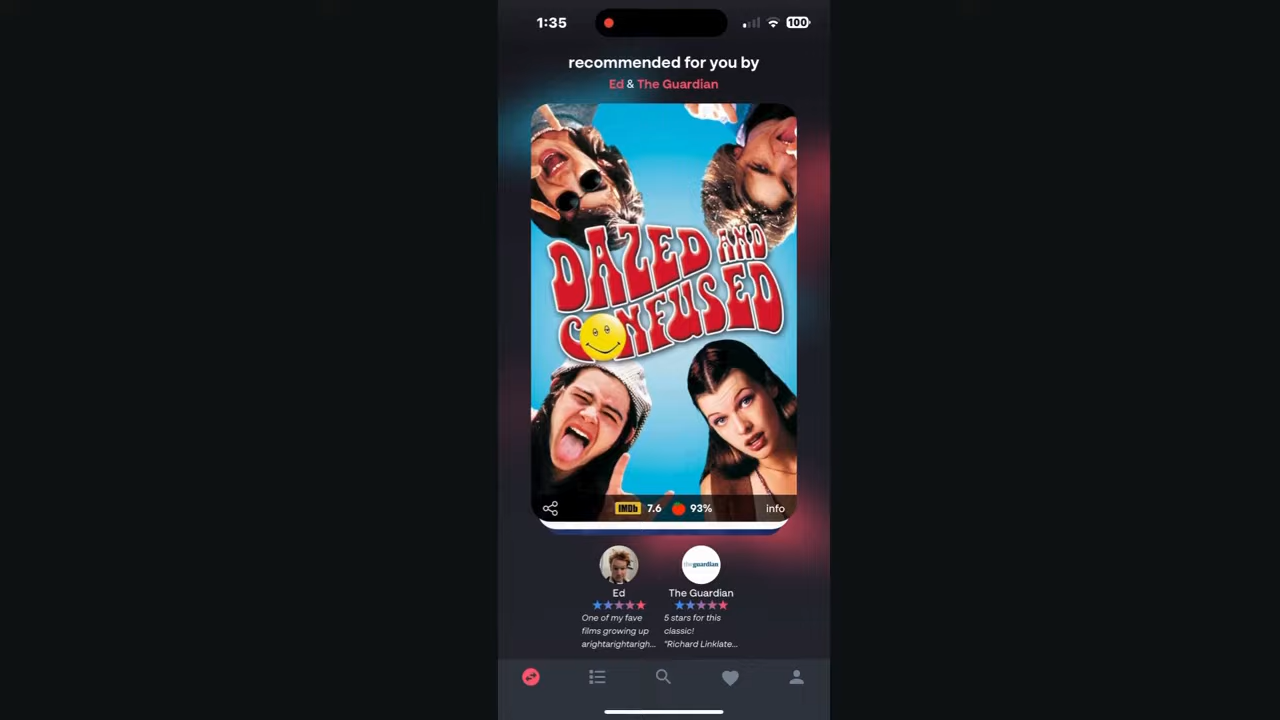 1:35
100
recommended for you by
Ed & The Guardian
DAZED AND
CONFUSED
IMDb 7.6 93% info
theguardian
Ed
The Guardian
One of my fave
films growing up
arightarightarigh...
5 stars for this
classic!
"Richard Linklate...